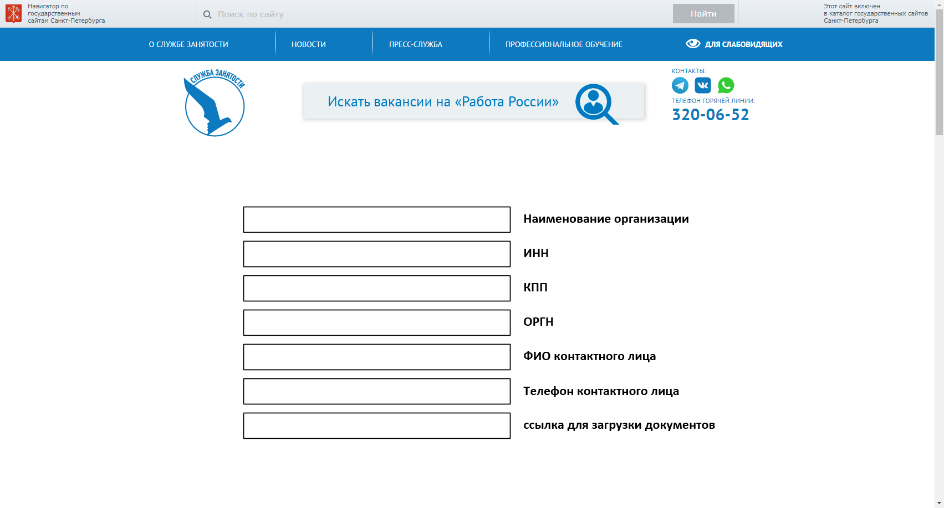 Навигатор по
государственным
сайтам Санкт-Петербурга
Поиск по сайту
Найти
Этот сайт включен
в каталог государственных сайтов
Санкт-Петербурга
О СЛУЖБЕ ЗАНЯТОСТИ
НОВОСТИ
ПРЕСС-СЛУЖБА
ПРОФЕССИОНАЛЬНОЕ ОБУЧЕНИЕ
ДЛЯ СЛАБОВИДЯЩИХ
СЛУЖБА ЗАНЯТОСТИ
Искать вакансии на «Работа России»
КОНТАКТЫ:
ТЕЛЕФОН ГОРЯЧЕЙ ЛИНИИ:
320-06-52
Наименование организации
ИНН
КПП
ОРГН
ФИО контактного лица
Телефон контактного лица
ссылка для загрузки документов